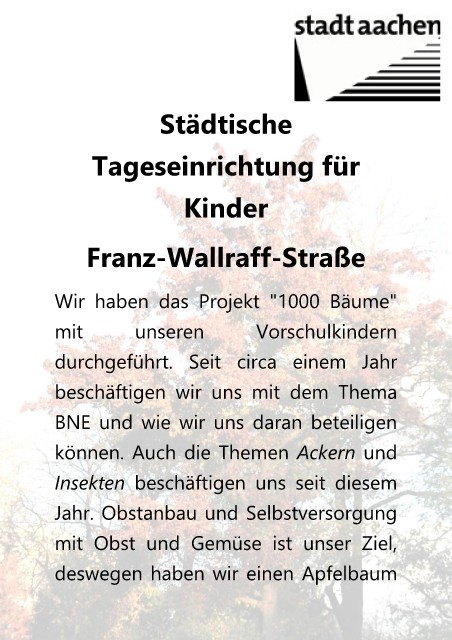 stadt aachen
Städtische
Tageseinrichtung für
Kinder
Franz-Wallraff-Straße
Wir haben das Projekt "1000 Bäume"
mit unseren Vorschulkindern
durchgeführt. Seit circa einem Jahr
beschäftigen wir uns mit dem Thema
BNE und wie wir uns daran beteiligen
können. Auch die Themen Ackern und
Insekten beschäftigen uns seit diesem
Jahr. Obstanbau und Selbstversorgung
mit Obst und Gemüse ist unser Ziel,
deswegen haben wir einen Apfelbaum